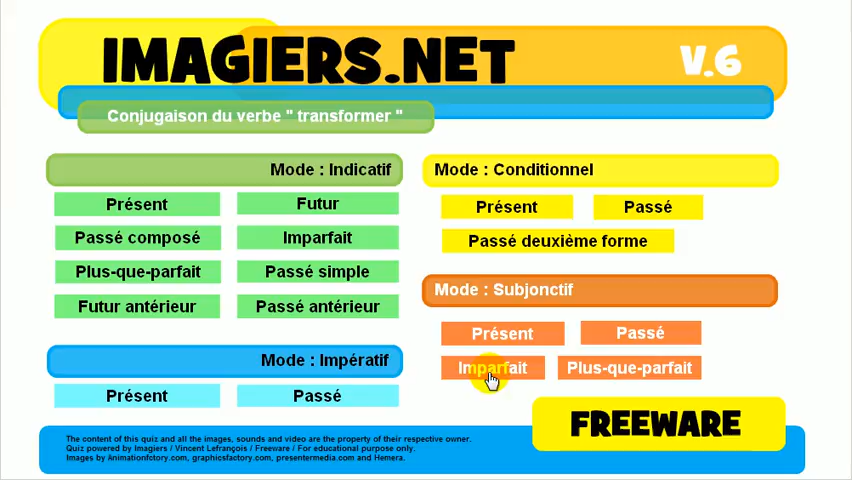 IMAGIERS.NET
V.6
Conjugaison du verbe " transformer "
Mode : Indicatif
Présent
Futur
Passé composé
Imparfait
Plus-que-parfait
Passé simple
Futur antérieur
Passé antérieur
Mode : Impératif
Présent
Passé
Mode : Conditionnel
Présent
Passé
Passé deuxième forme
Mode : Subjonctif
Présent
Passé
Imparfait
Plus-que-parfait
FREEWARE
The content of this quiz and all the images, sounds and video are the property of their respective owner.
Quiz powered by Imagiers / Vincent Lefrançois / Freeware / For educational purpose only.
Images by Animationfctory.com, graphicsfactory.com, presentermedia.com and Hemera.